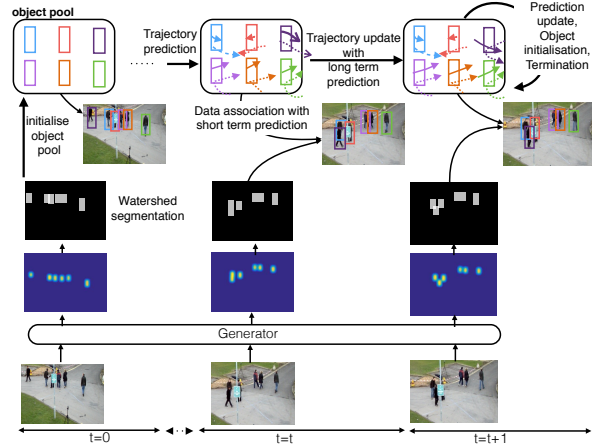 object pool
Trajectory
prediction
Trajectory update
with
long term
prediction
Prediction
update,
Object
initialisation,
Termination
initialise
object
pool
Data association with
short term prediction
Watershed
segmentation
Generator
t=0
t=t
t=t+1